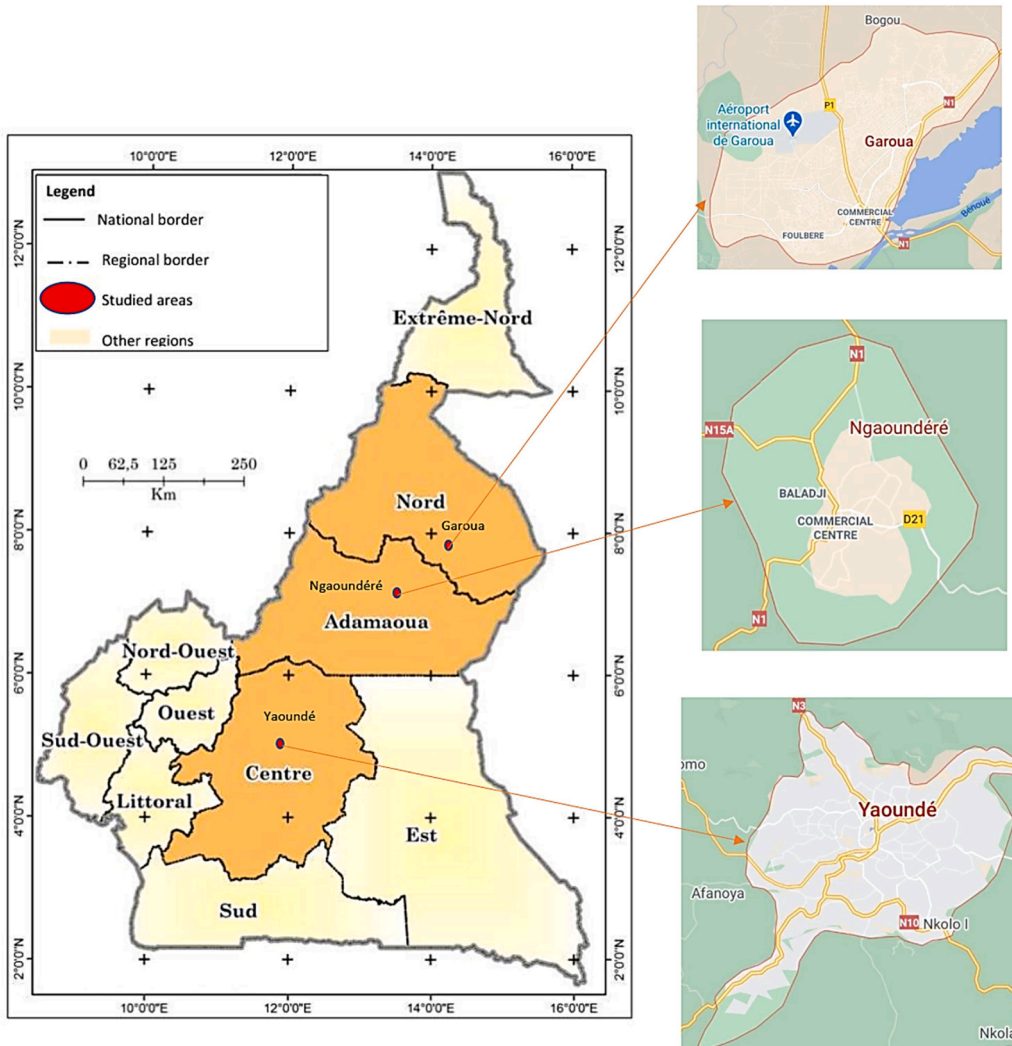 10°0'0"E 12°0'0"E 14°0'0"E 16°0'0"E
Legend
National border
Regional border
Studied areas
Other regions
0 62,5 125 250
Km
12°0'0"N
10°0'0"N
8°0'0"N
6°0'0"N
4°0'0"N
2°0'0"N
12°0'0"N
10°0'0"N
8°0'0"N
6°0'0"N
4°0'0"N
2°0'0"N
Extrême-Nord
Nord
Garoua
Ngaoundéré
Adamaoua
Nord-Ouest
Ouest
Sud-Ouest
Yaoundé
Centre
Littoral
Est
Sud
10°0'0"E 12°0'0"E 14°0'0"E 16°0'0"E
Bogou
P1
N1
Aéroport
international
de Garoua
Garoua
COMMERCIAL
CENTRE
Bénoué
FOULBERE
N1
N1
Ngaoundéré
N15A
BALADJI
COMMERCIAL
CENTRE
D21
N1
N3
omo
Yaoundé
Afanoya
N10
Nkolo I
Nkola